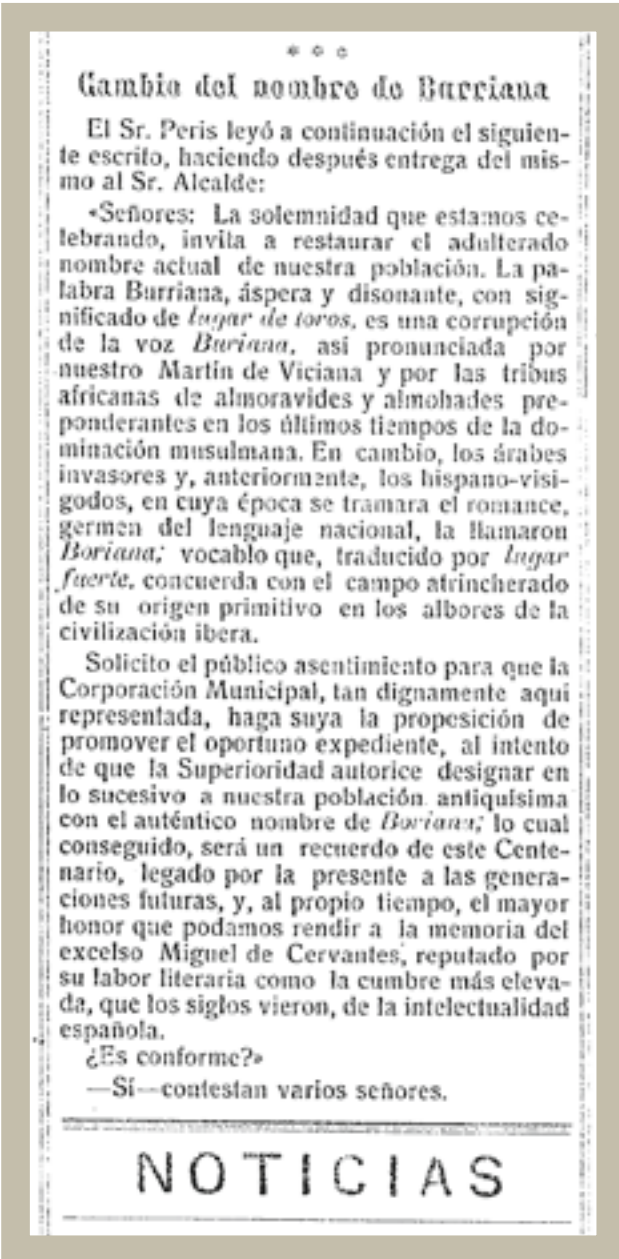 Cambio del nombre de Burriana
El Sr. Peris leyó a continuación el siguien-
te escrito, haciendo después entrega del mis-
mo al Sr. Alcalde:
«Señores: La solemnidad que estamos ce-
lebrando, invita a restaurar el adulterado
nombre actual de nuestra población. La pa-
labra Burriana, áspera y disonante, con sig-
nificado de lugar de toros, es una corrupción
de la voz Buriana, así pronunciada por
nuestro Martín de Viciana y por las tribus
africanas de almoravides y almohades pre-
ponderantes en los últimos tiempos de la do-
minación musulmana. En cambio, los árabes
invasores y, anteriormente, los hispano-visi-
godos, en cuya época se tramara el romance,
germen del lenguaje nacional, la llamaron
Boriana; vocablo que, traducido por lugar
fuerte, concuerda con el campo atrincherado
de su origen primitivo en los albores de la
civilización ibera.
Solicito el público asentimiento para que la
Corporación Municipal, tan dignamente aquí
representada, haga suya la proposición de
promover el oportuno expediente, al intento
de que la Superioridad autorice designar en
lo sucesivo a nuestra población antiquísima
con el auténtico nombre de Boriana; lo cual
conseguido, será un recuerdo de este Cente-
nario, legado por la presente a las genera-
ciones futuras, y, al propio tiempo, el mayor
honor que podamos rendir a la memoria del
excelso Miguel de Cervantes, reputado por
su labor literaria como la cumbre más eleva-
da, que los siglos vieron, de la intelectualidad
española.
¿Es conforme?»
—Sí—contestan varios señores.
NOTICIAS